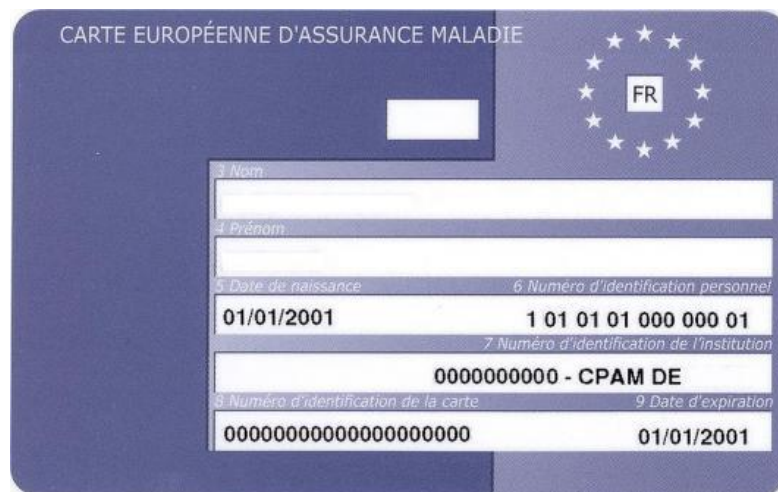 CARTE EUROPÉENNE D'ASSURANCE MALADIE
FR
3 Nom
4 Prénom
5 Date de naissance 6 Numéro d'identification personnel
01/01/2001 1 01 01 01 000 000 01
7 Numéro d'identification de l'institution
0000000000 - CPAM DE
8 Numéro d'identification de la carte 9 Date d'expiration
00000000000000000000 01/01/2001